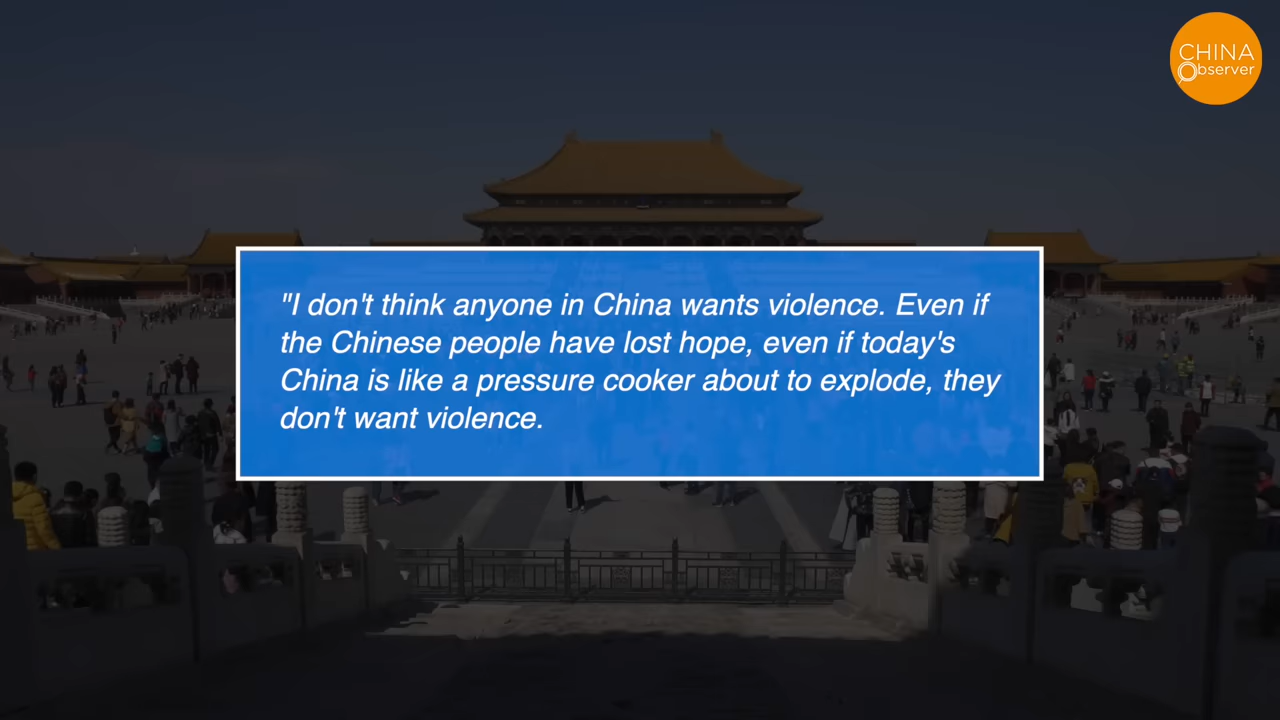 CHINA
Observer
"I don't think anyone in China wants violence. Even if
the Chinese people have lost hope, even if today's
China is like a pressure cooker about to explode, they
don't want violence.